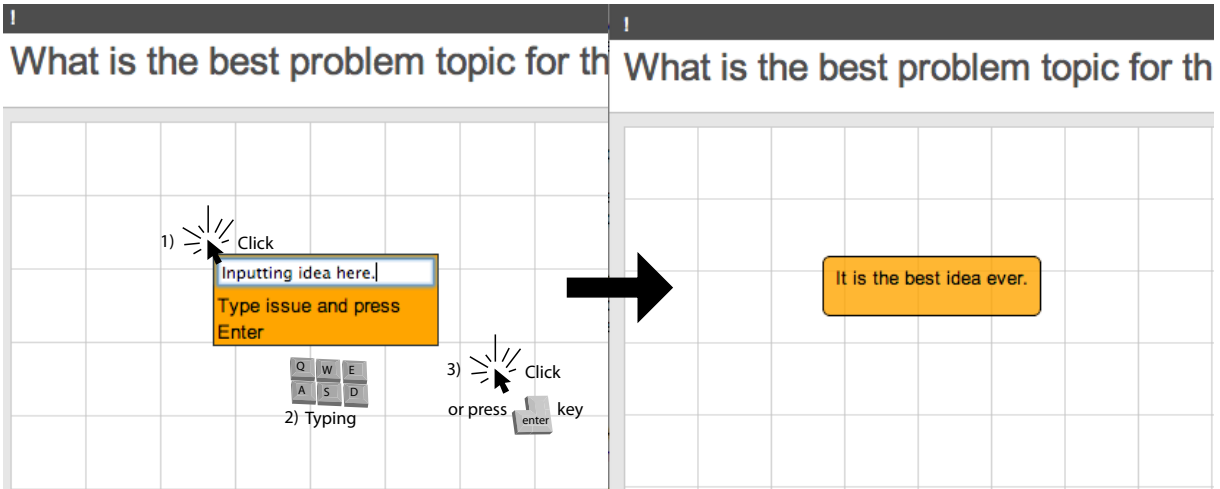 !
What is the best problem topic for th
1) Click
Inputting idea here.
Type issue and press
Enter
Q W E
A S D
2) Typing
3) Click
or press enter key
!
What is the best problem topic for th
It is the best idea ever.